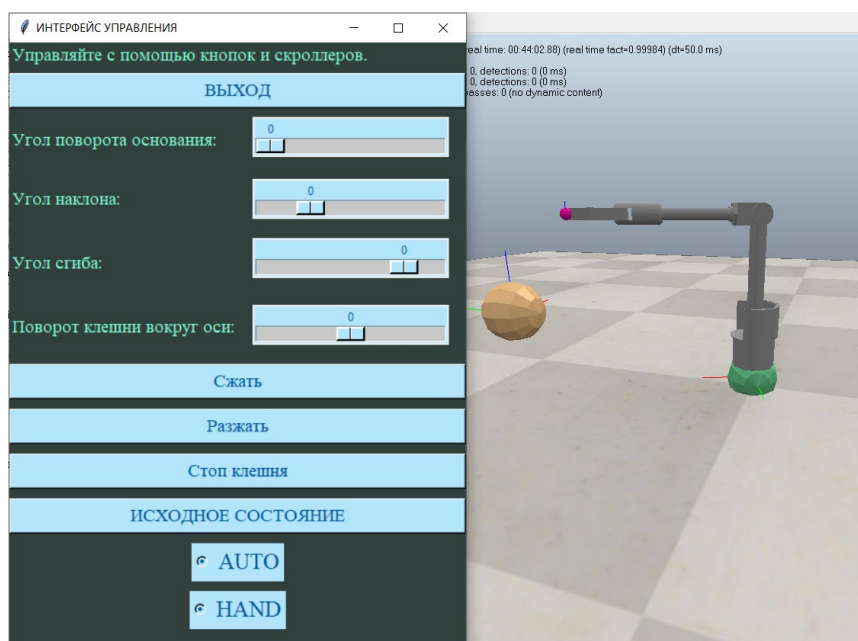 ИНТЕРФЕЙС УПРАВЛЕНИЯ
Управляйте с помощью кнопок и скроллеров.
ВЫХОД
Угол поворота основания:
0
Угол наклона:
0
Угол сгиба:
0
Поворот клешни вокруг оси:
0
Сжать
Разжать
Стоп клешня
ИСХОДНОЕ СОСТОЯНИЕ
AUTO
HAND
real time: 00:44:02.88) (real time fact=0.99984) (dt=50.0 ms)
0, detections: 0 (0 ms)
0, detections: 0 (0 ms)
passes: 0 (no dynamic content)